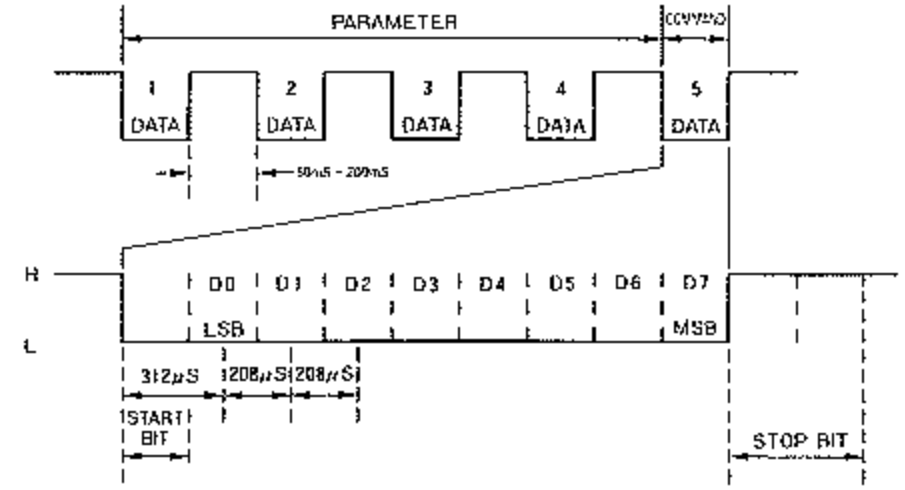 PARAMETER COMMAND
1 2 3 4 5
DATA DATA DATA DATA DATA
H D0 D1 D2 D3 D4 D5 D6 D7
LSB MSB
L
312μS 208μS 208μS
START
BIT
STOP BIT